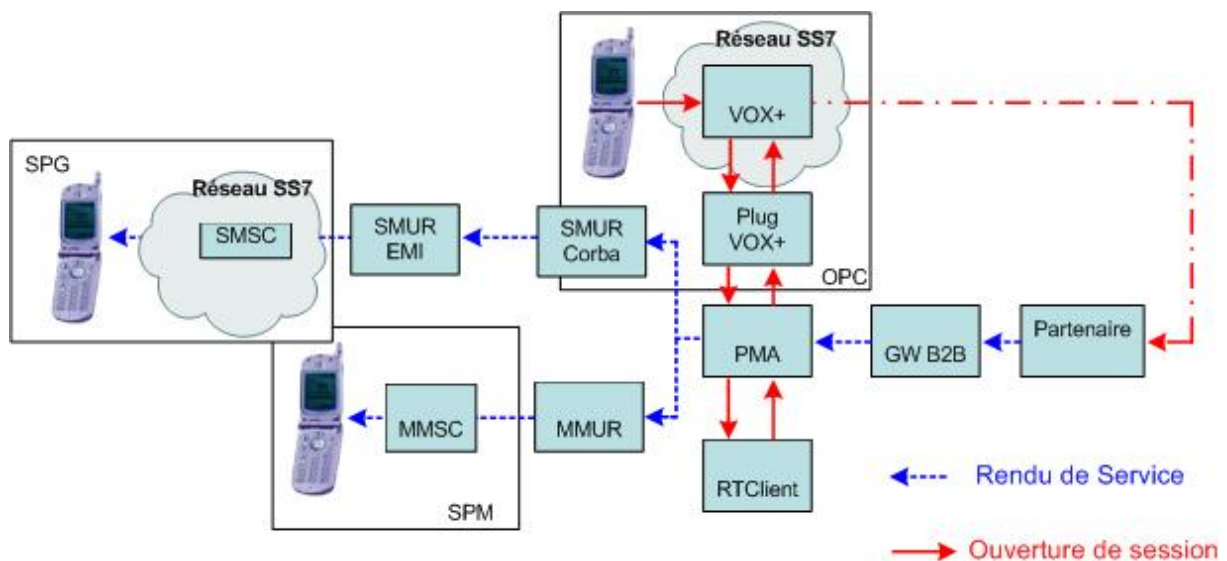 Réseau SS7
VOX+
SPG
Réseau SS7
SMSC
SMUR
EMI
SMUR
Corba
Plug
VOX+
OPC
PMA
GW B2B
Partenaire
MMSC
MMUR
RTClient
SPM
Rendu de Service
Ouverture de session